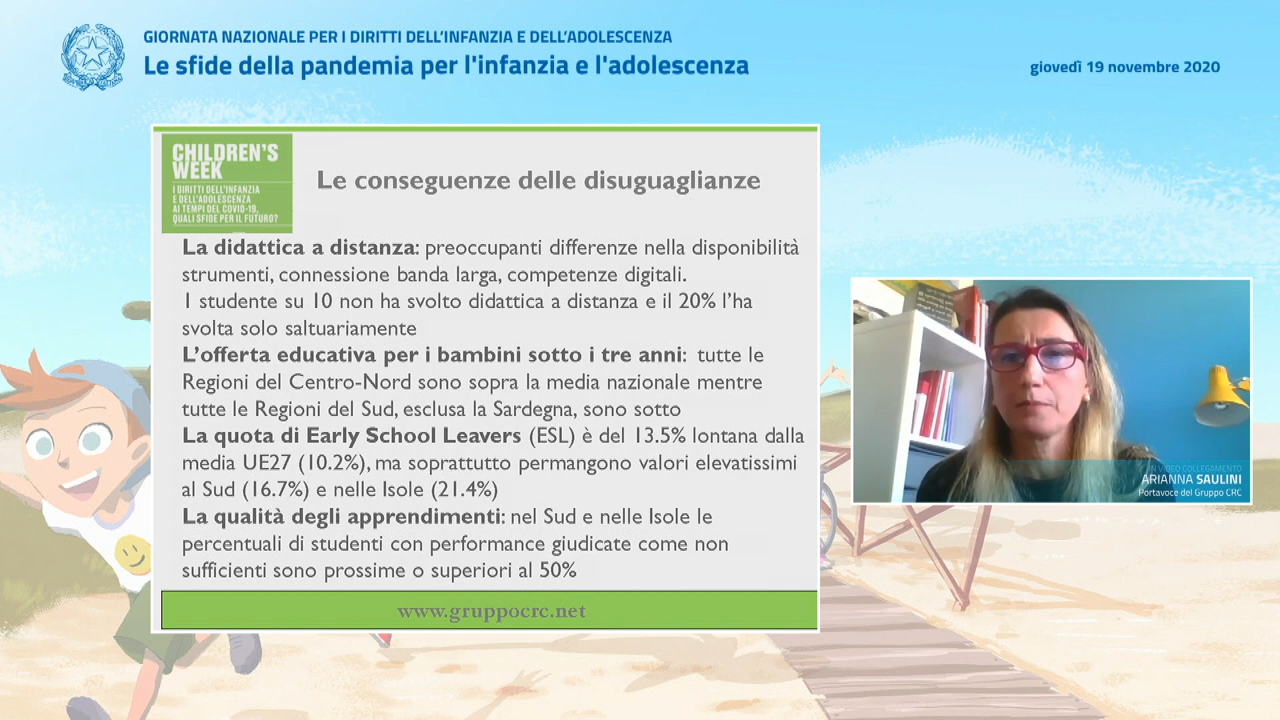 GIORNATA NAZIONALE PER I DIRITTI DELL'INFANZIA E DELL'ADOLESCENZA
Le sfide della pandemia per l'infanzia e l'adolescenza
giovedì 19 novembre 2020
CHILDREN'S
WEEK
I DIRITTI DELL'INFANZIA
E DELL'ADOLESCENZA
AI TEMPI DEL COVID-19,
QUALI SFIDE PER IL FUTURO?
Le conseguenze delle disuguaglianze
La didattica a distanza: preoccupanti differenze nella disponibilità
strumenti, connessione banda larga, competenze digitali.
1 studente su 10 non ha svolto didattica a distanza e il 20% l'ha
svolta solo saltuariamente
L'offerta educativa per i bambini sotto i tre anni: tutte le
Regioni del Centro-Nord sono sopra la media nazionale mentre
tutte le Regioni del Sud, esclusa la Sardegna, sono sotto
La quota di Early School Leavers (ESL) è del 13.5% lontana dalla
media UE27 (10.2%), ma soprattutto permangono valori elevatissimi
al Sud (16.7%) e nelle Isole (21.4%)
La qualità degli apprendimenti: nel Sud e nelle Isole le
percentuali di studenti con performance giudicate come non
sufficienti sono prossime o superiori al 50%
www.gruppocrc.net
IN VIDEO COLLEGAMENTO
ARIANNA SAULINI
Portavoce del Gruppo CRC